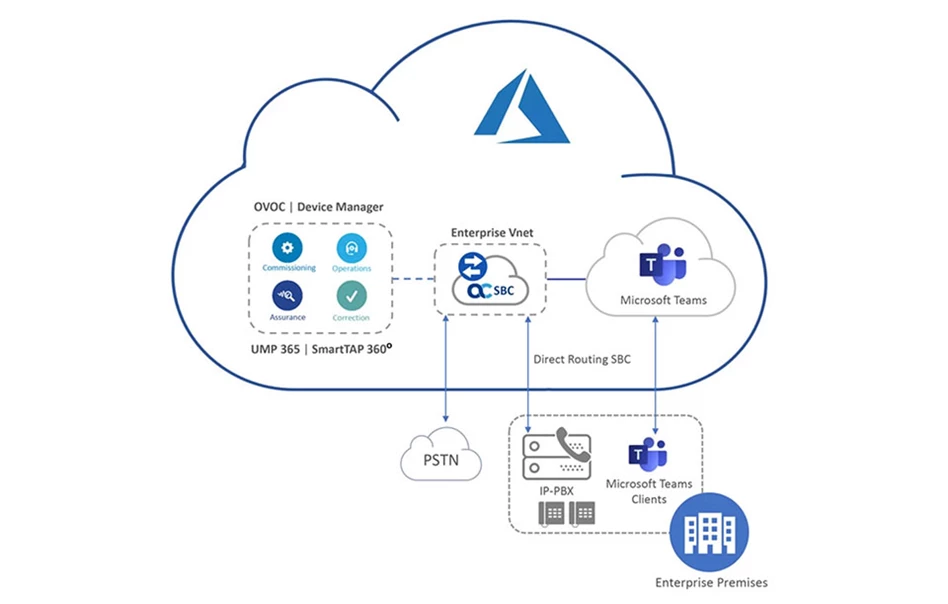 OVOC | Device Manager
Commissioning
Operations
Assurance
Correction
UMP 365 | SmartTAP 360°
Enterprise Vnet
ac SBC
T
Microsoft Teams
Direct Routing SBC
PSTN
IP-PBX
T
Microsoft Teams
Clients
Enterprise Premises